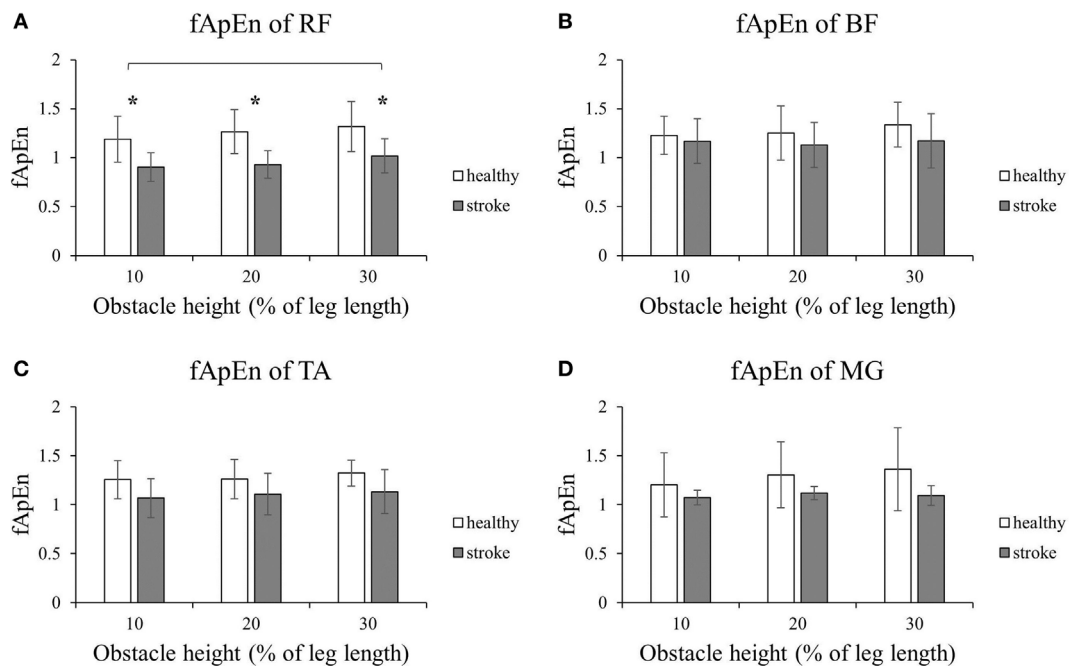 A
fApEn of RF
2
1.5
1
0.5
0
fApEn
* * *
10 20 30
Obstacle height (% of leg length)
healthy
stroke
B
fApEn of BF
2
1.5
1
0.5
0
fApEn
10 20 30
Obstacle height (% of leg length)
healthy
stroke
C
fApEn of TA
2
1.5
1
0.5
0
fApEn
10 20 30
Obstacle height (% of leg length)
healthy
stroke
D
fApEn of MG
2
1.5
1
0.5
0
fApEn
10 20 30
Obstacle height (% of leg length)
healthy
stroke